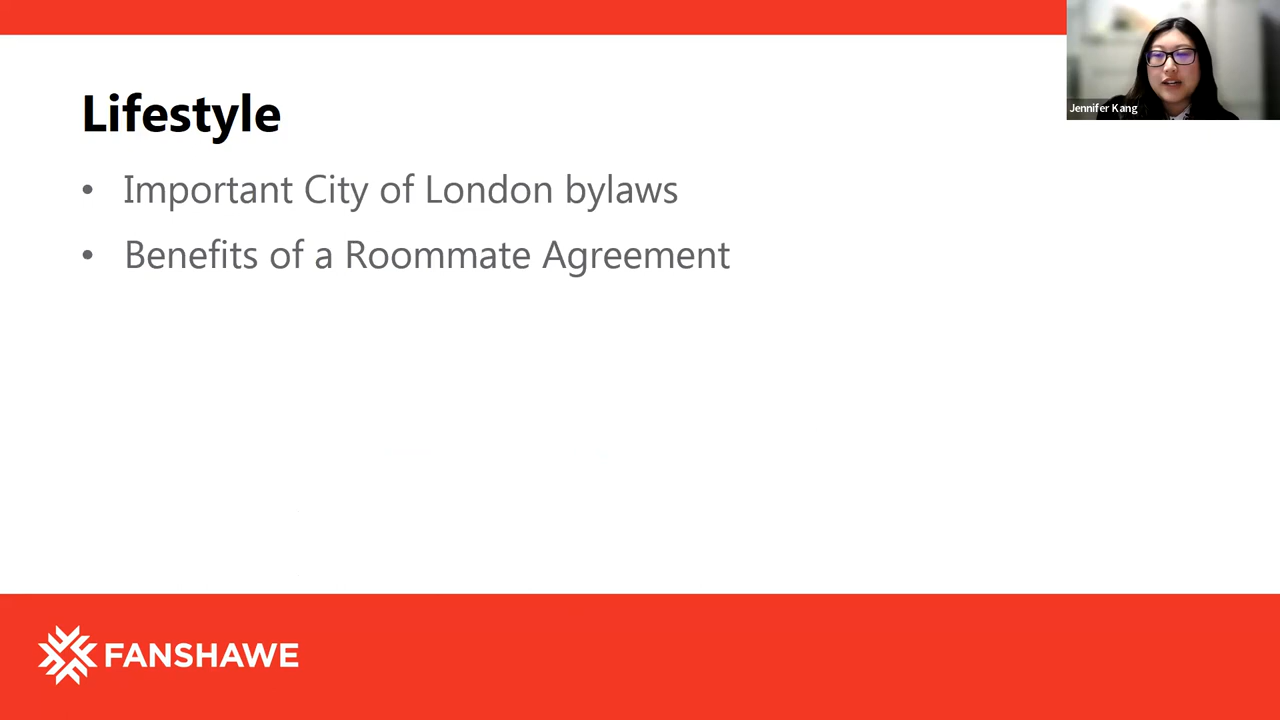 Jennifer Kang
Lifestyle
• Important City of London bylaws
• Benefits of a Roommate Agreement
FANSHAWE